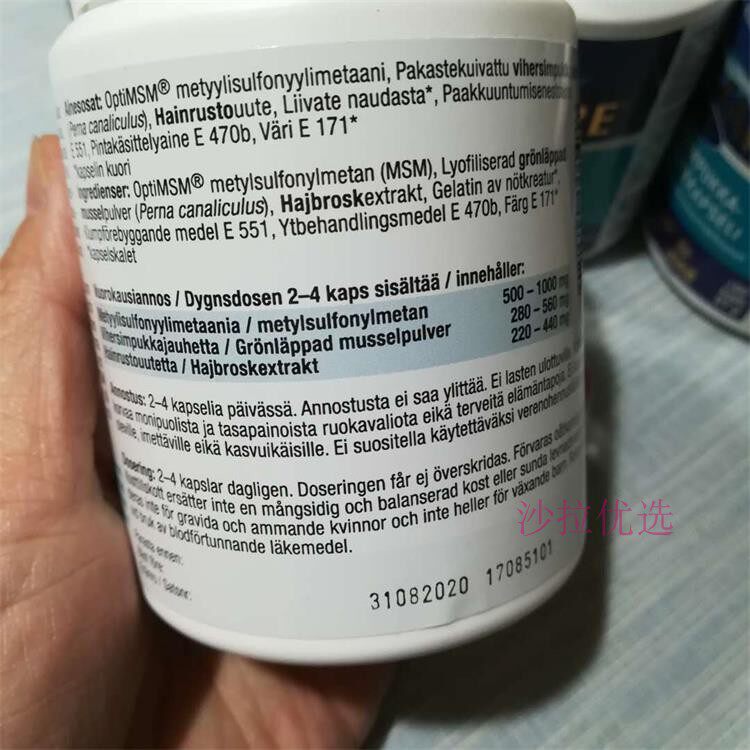 Ainesosat: OptiMSM® metyylisulfonyylimetaani, Pakastekuivattu
(Perna canaliculus), Hainrustouute, Liivate naudasta*,
E 551, Pintakäsittelyaine E 470b, Väri E 171*
*kapselin kuori
Ingredienser: OptiMSM® metylsulfonylmetan (MSM), Lyofiliserad grönläppad
musselpulver (Perna canaliculus), Hajbroskextrakt, Gelatin av nötkreatur*,
Klumpförebyggande medel E 551, Ytbehandlingsmedel E 470b, Färg E 171*
*kapselskalet
Vuorokausiannos / Dygnsdosen 2–4 kaps sisältää / innehåller:
Metyylisulfonyylimetaania / metylsulfonylmetan 500 – 1000 mg
Vihersimpukkajauhetta / Grönläppad musselpulver 280 – 560 mg
Hainrustouutetta / Hajbroskextrakt 220 – 440 mg
Annostus: 2–4 kapselia päivässä. Annostusta ei saa ylittää. Ei lasten ulottuville.
korvaa monipuolista ja tasapainoista ruokavaliota eikä terveitä elämäntapoja.
imettäville eikä kasvuikäisille. Ei suositella käytettäväksi
Dosering: 2–4 kapslar dagligen. Doseringen får ej överskridas. Förvaras
ersätter inte en mångsidig och balanserad kost eller sunda
inte för gravida och ammande kvinnor och inte heller för växande barn.
bruk av blodförtunnande läkemedel.
Parasta ennen:
31082020 17085101
沙拉优选